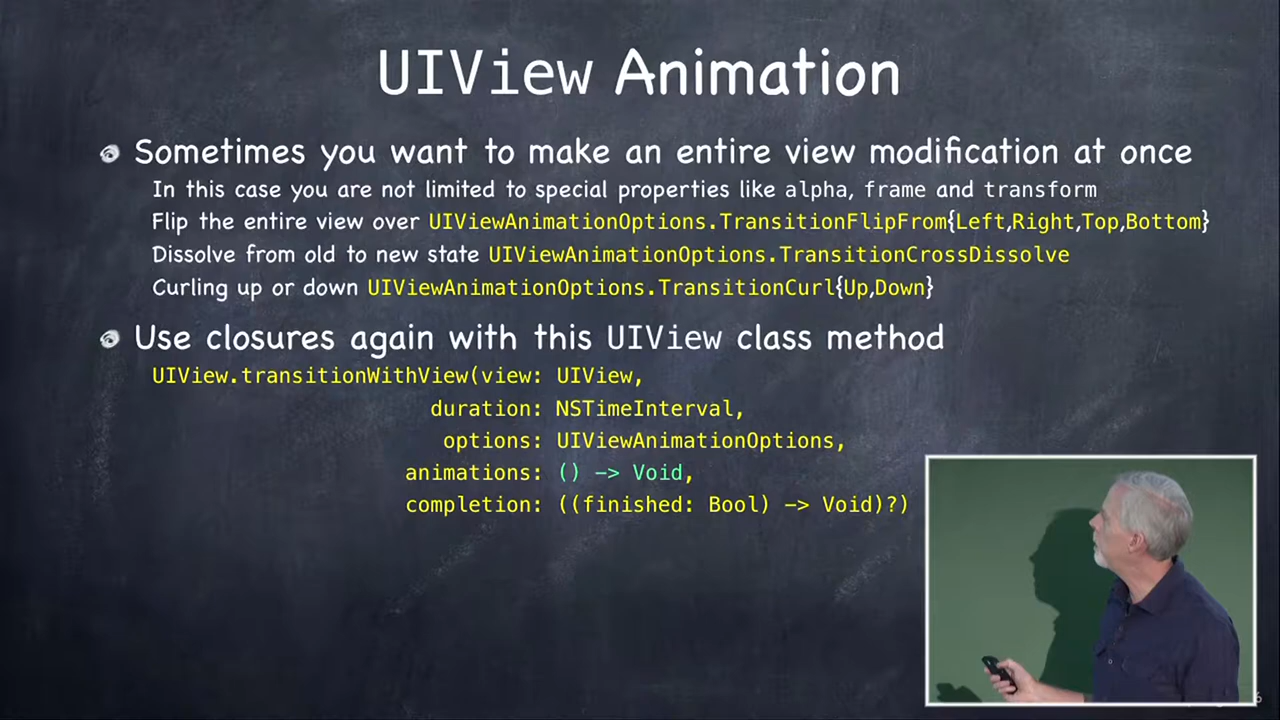 UIView Animation
Sometimes you want to make an entire view modification at once
In this case you are not limited to special properties like alpha, frame and transform
Flip the entire view over UIViewAnimationOptions.TransitionFlipFrom{Left,Right,Top,Bottom}
Dissolve from old to new state UIViewAnimationOptions.TransitionCrossDissolve
Curling up or down UIViewAnimationOptions.TransitionCurl{Up,Down}
Use closures again with this UIView class method
UIView.transitionWithView(view: UIView,
duration: NSTimeInterval,
options: UIViewAnimationOptions,
animations: () -> Void,
completion: ((finished: Bool) -> Void)?)